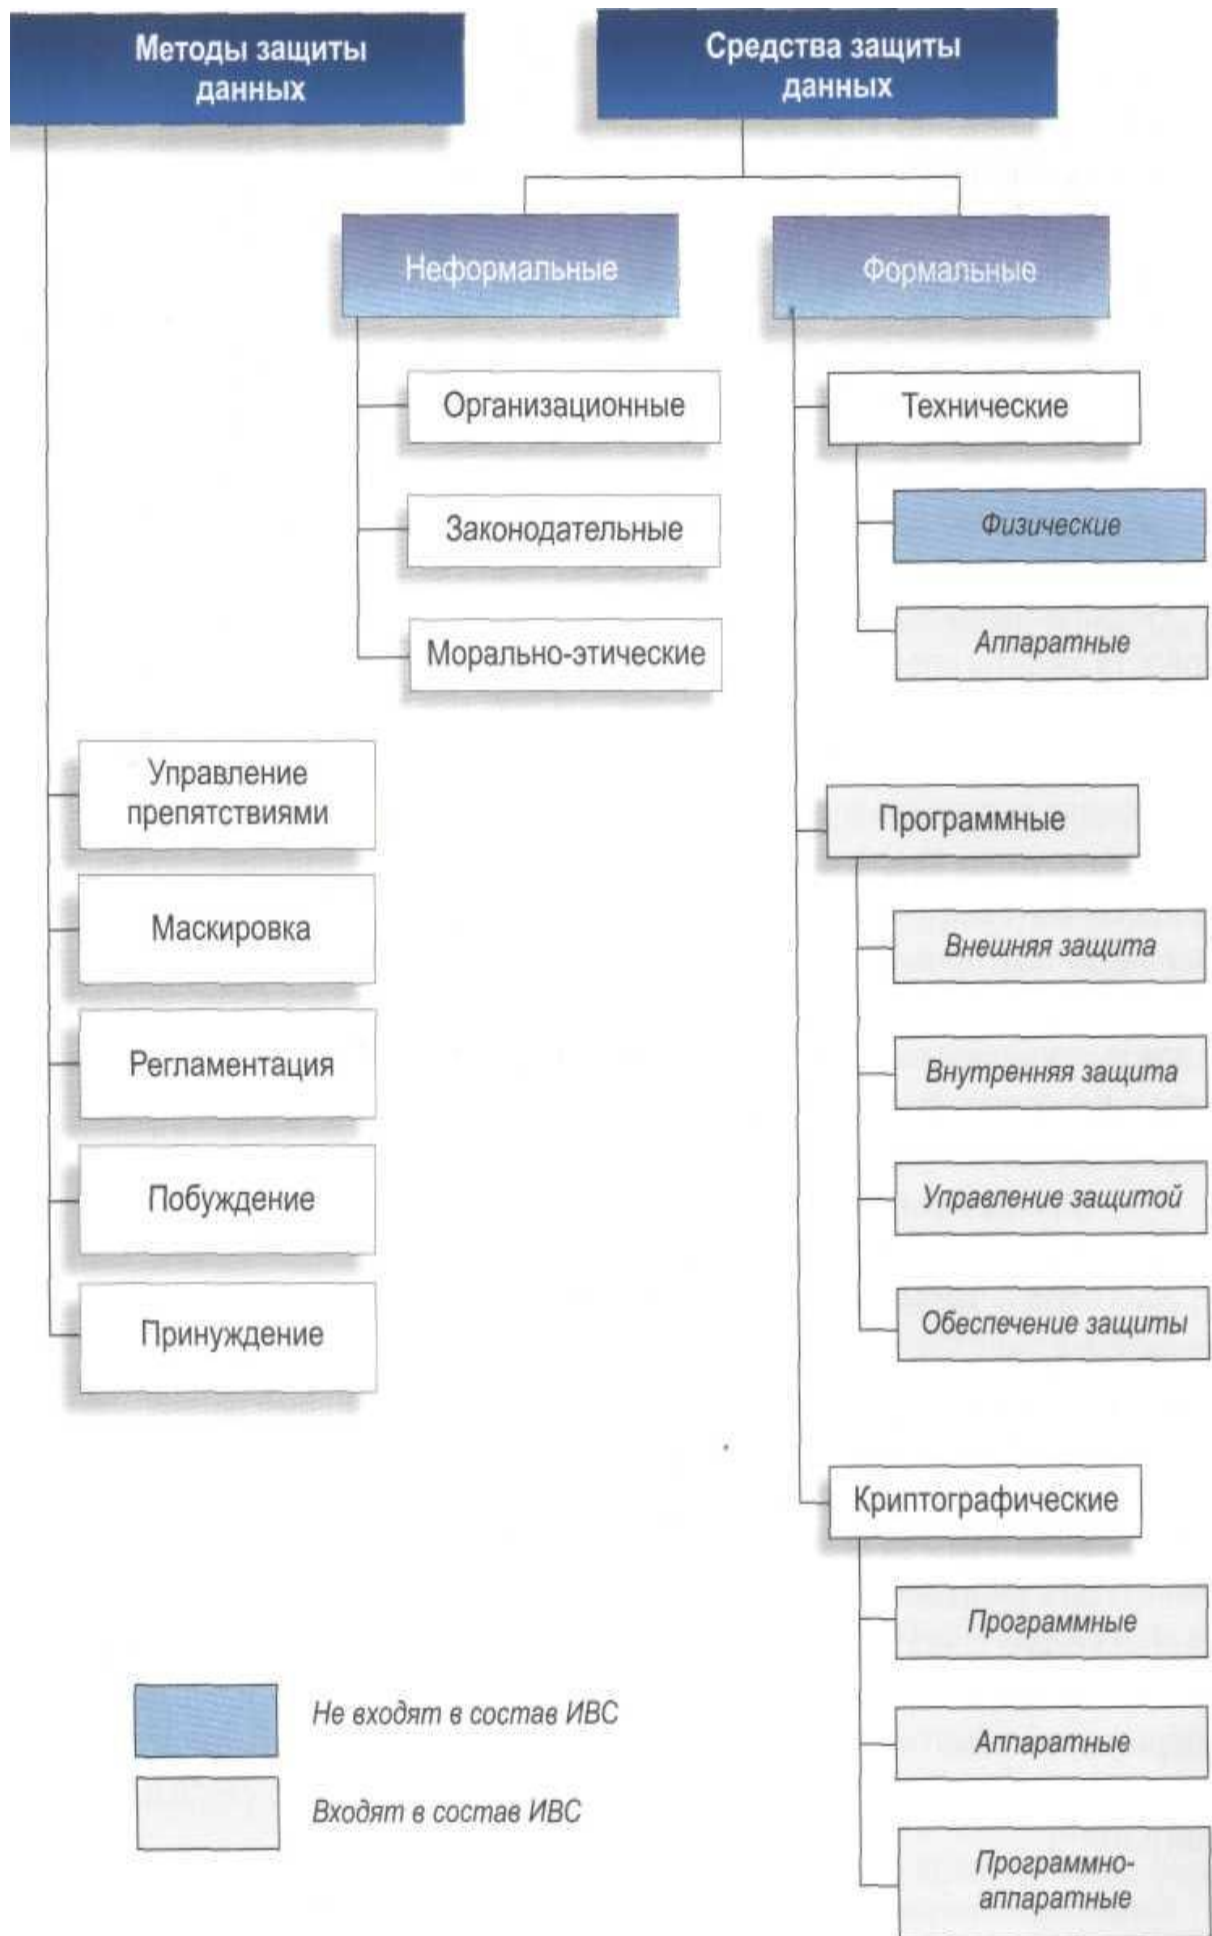 Методы защиты
данных
Средства защиты
данных
Неформальные
Формальные
Организационные
Законодательные
Морально-этические
Технические
Физические
Аппаратные
Управление
препятствиями
Маскировка
Регламентация
Побуждение
Принуждение
Программные
Внешняя защита
Внутренняя защита
Управление защитой
Обеспечение защиты
Криптографические
Программные
Аппаратные
Программно-
аппаратные
Не входят в состав ИВС
Входят в состав ИВС